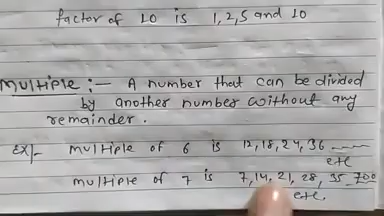 factor of 10 is 1,2,5 and 10
Multiple :— A number that can be divided
by another number without any
remainder.
Ex/- multiple of 6 is 12,18,24,36
etc
multiple of 7 is 7,14,21,28,35 700
etc.